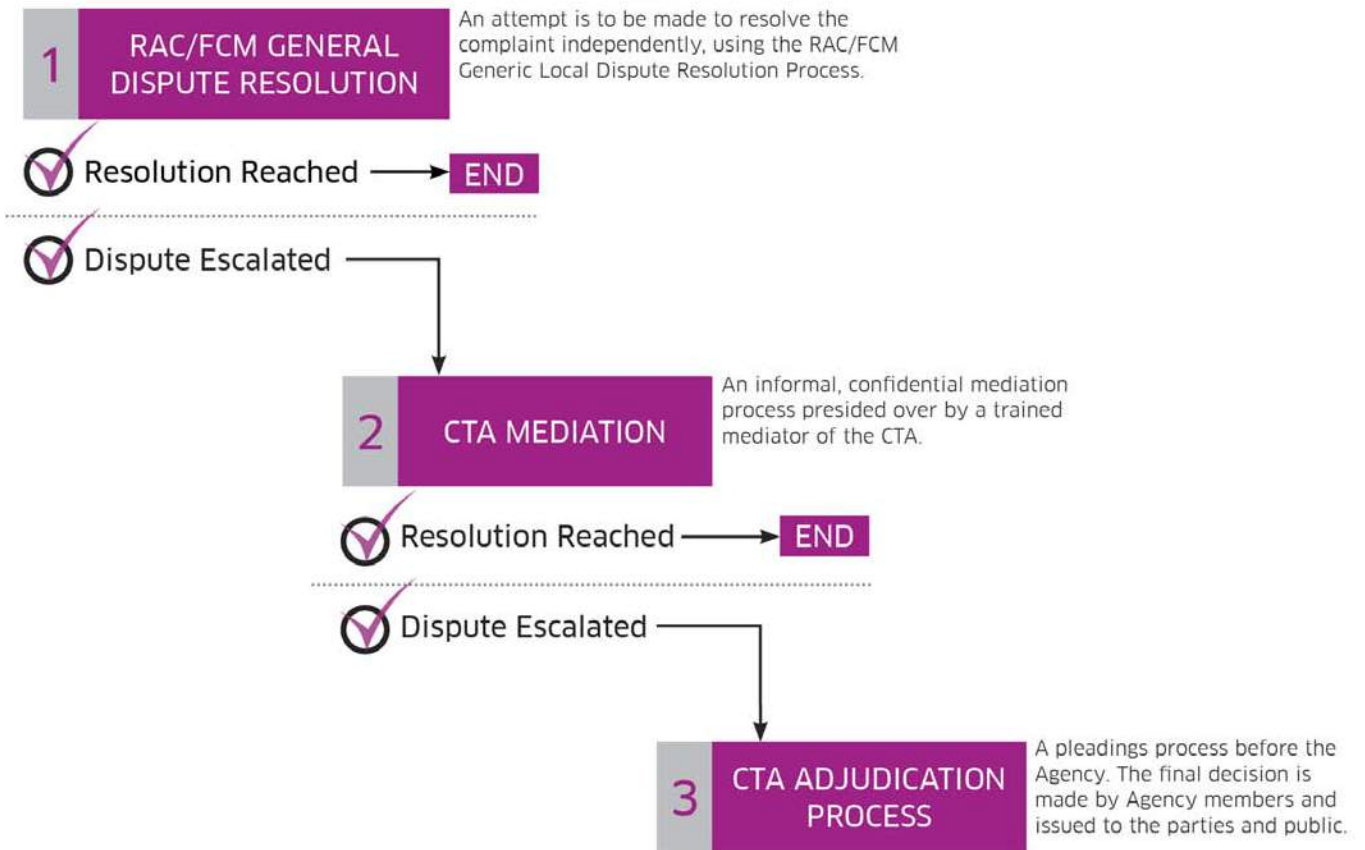 1
RAC/FCM GENERAL
DISPUTE RESOLUTION
An attempt is to be made to resolve the
complaint independently, using the RAC/FCM
Generic Local Dispute Resolution Process.
Resolution Reached
END
Dispute Escalated
2
CTA MEDIATION
An informal, confidential mediation
process presided over by a trained
mediator of the CTA.
Resolution Reached
END
Dispute Escalated
3
CTA ADJUDICATION
PROCESS
A pleadings process before the
Agency. The final decision is
made by Agency members and
issued to the parties and public.